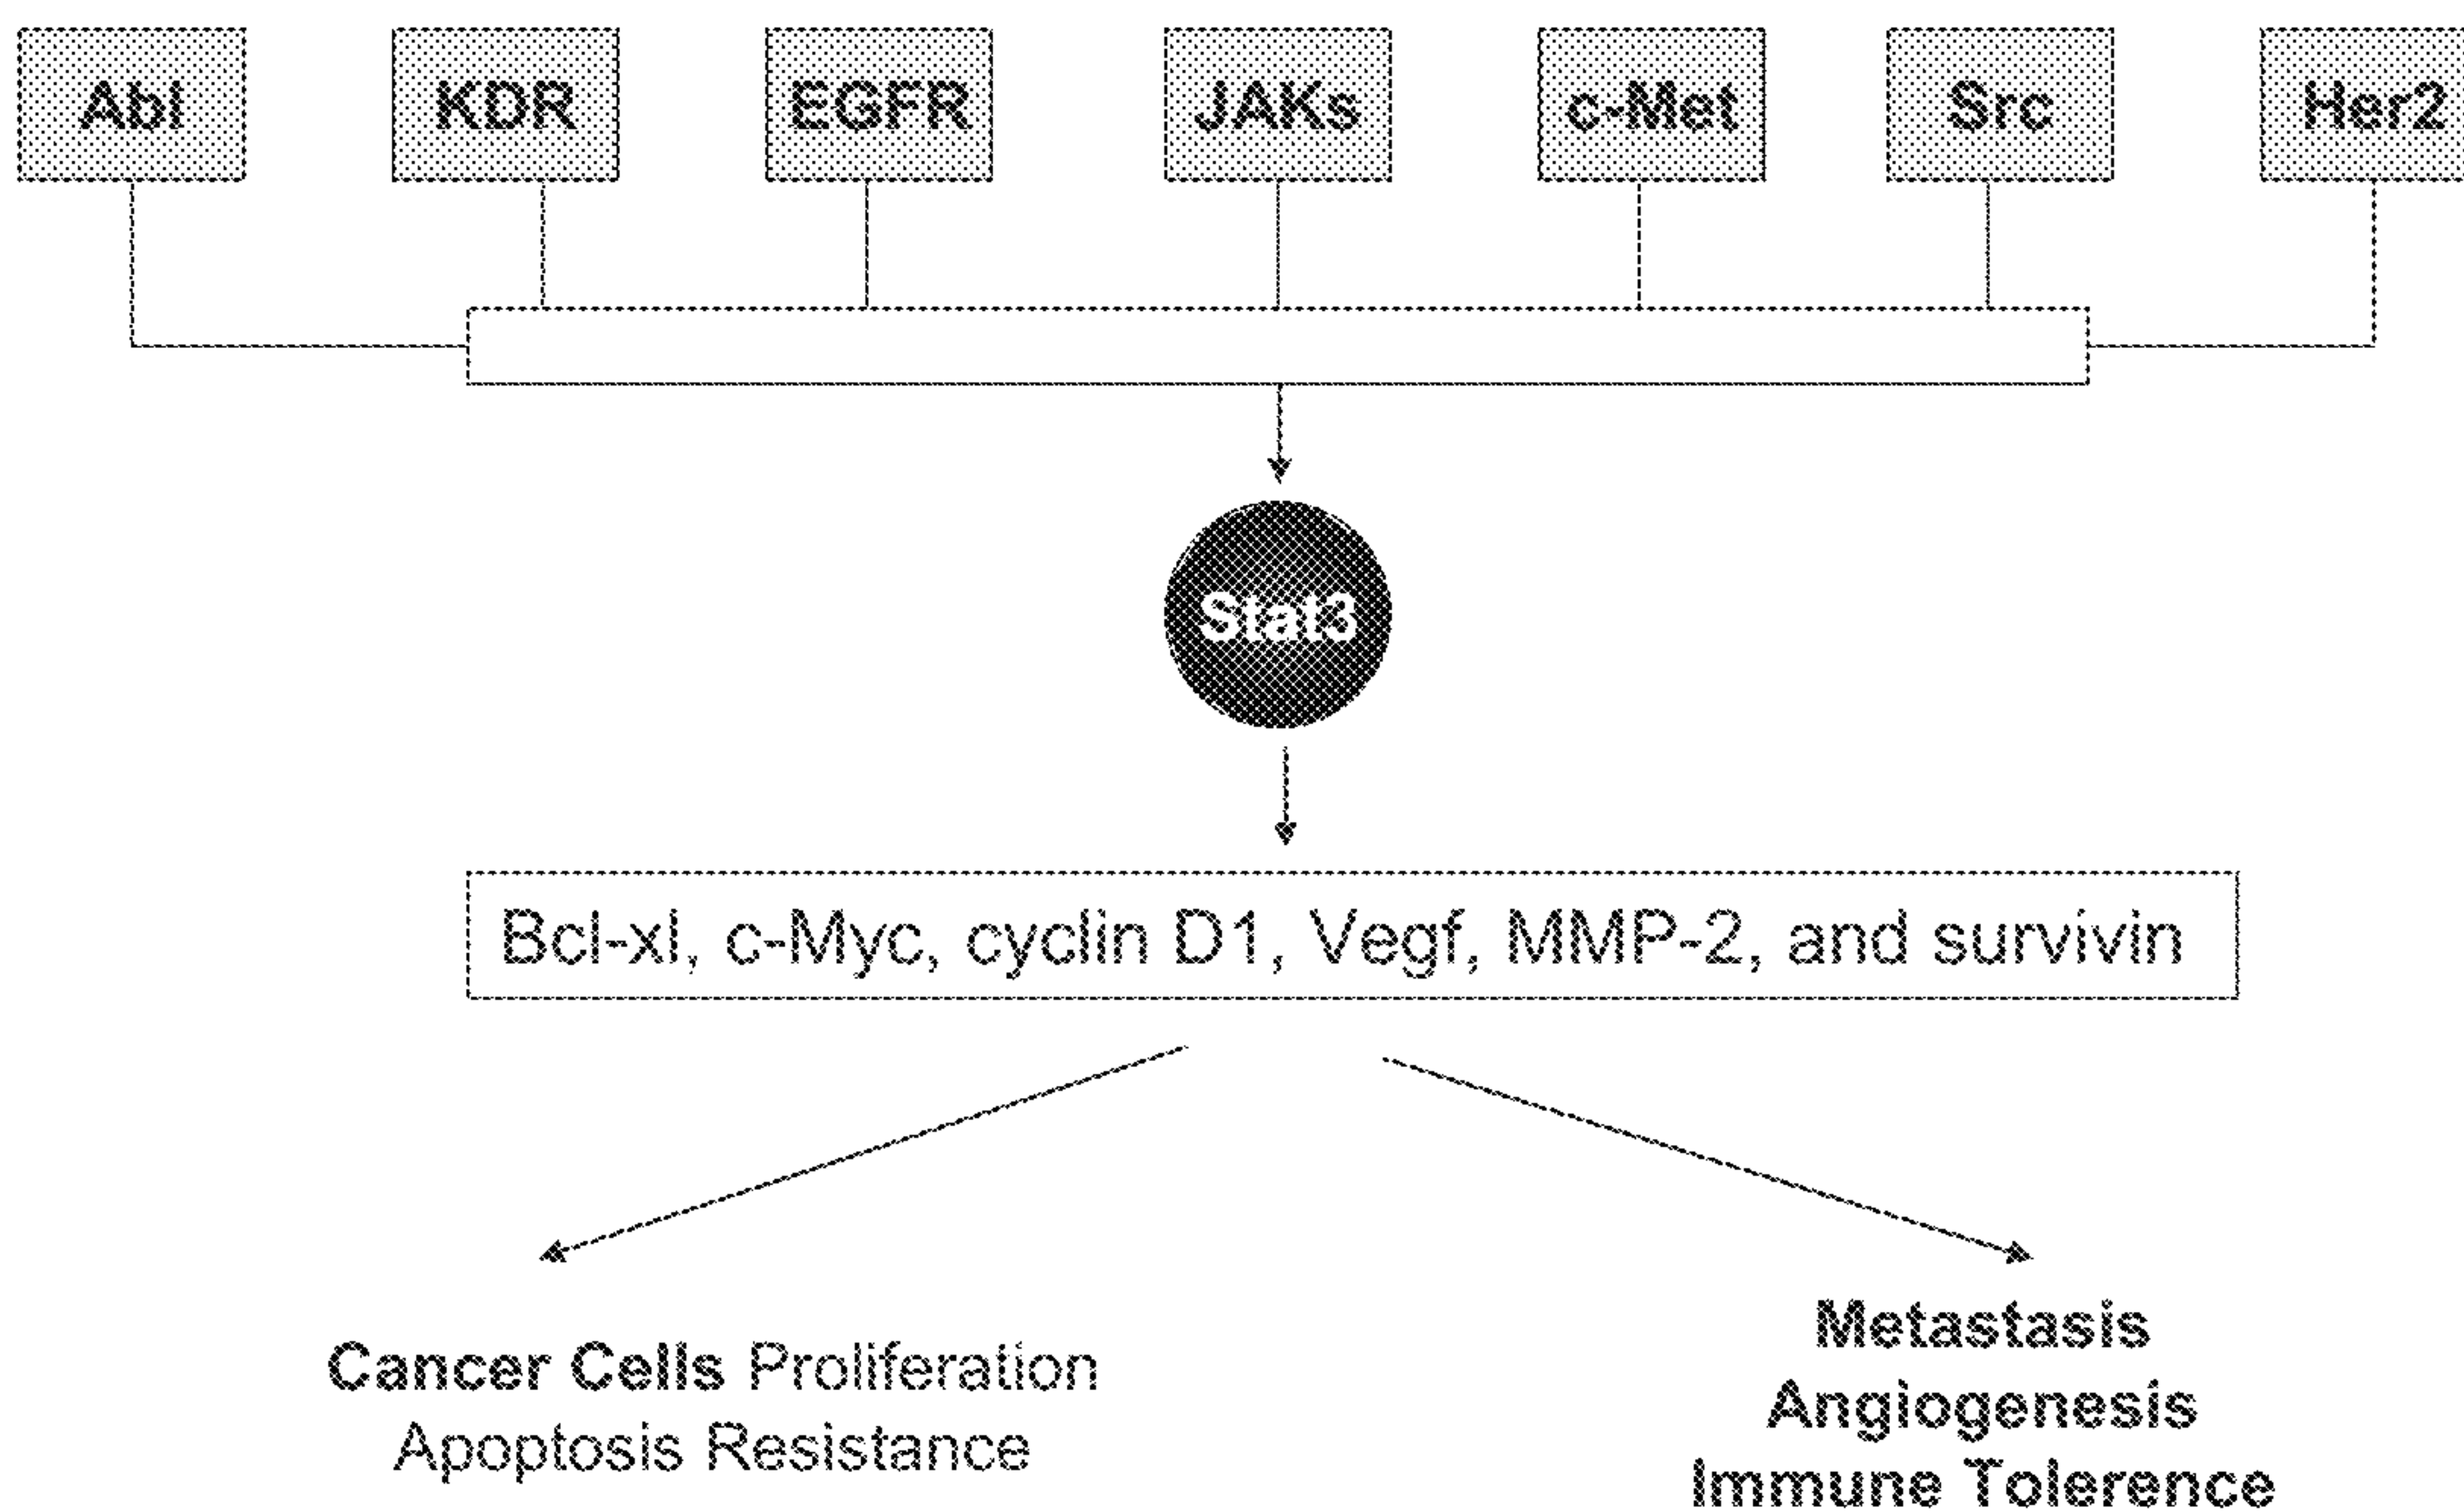 Abl
KDR
EGFR
JAKs
c-Met
Src
Her2
Stat3
Bcl-xl, c-Myc, cyclin D1, Vegf, MMP-2, and survivin
Cancer Cells Proliferation
Apoptosis Resistance
Metastasis
Angiogenesis
Immune Tolerence